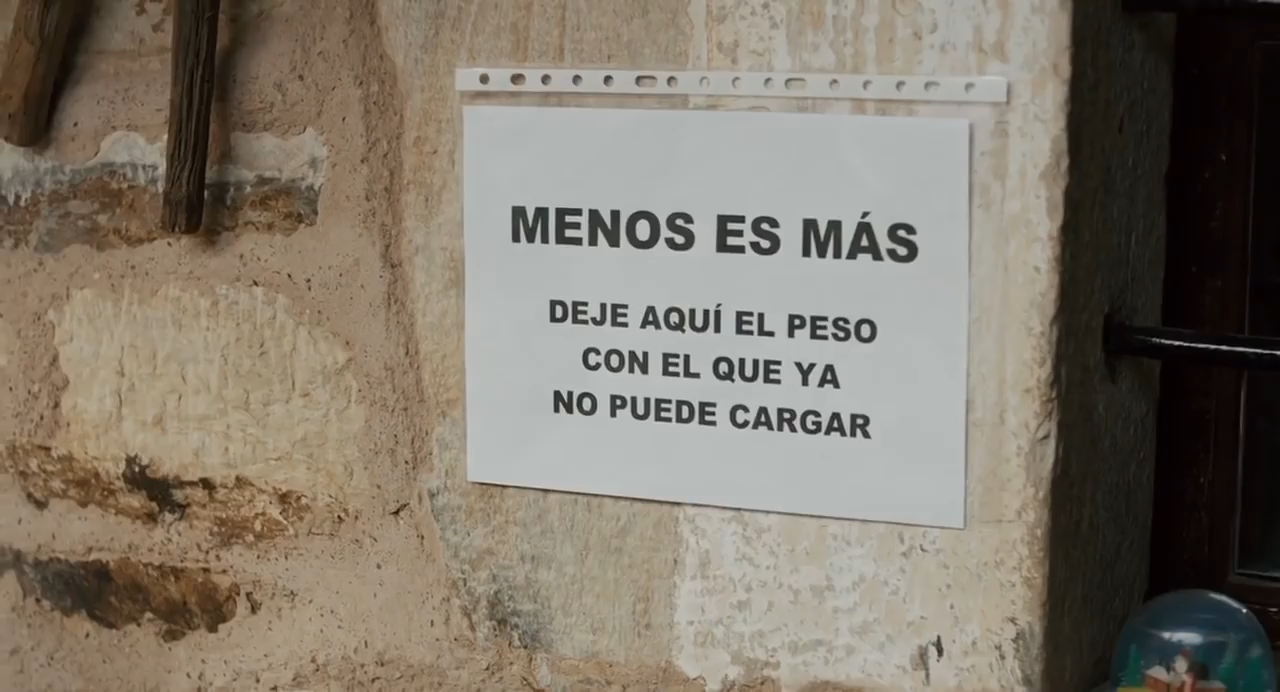 MENOS ES MÁS
DEJE AQUÍ EL PESO
CON EL QUE YA
NO PUEDE CARGAR